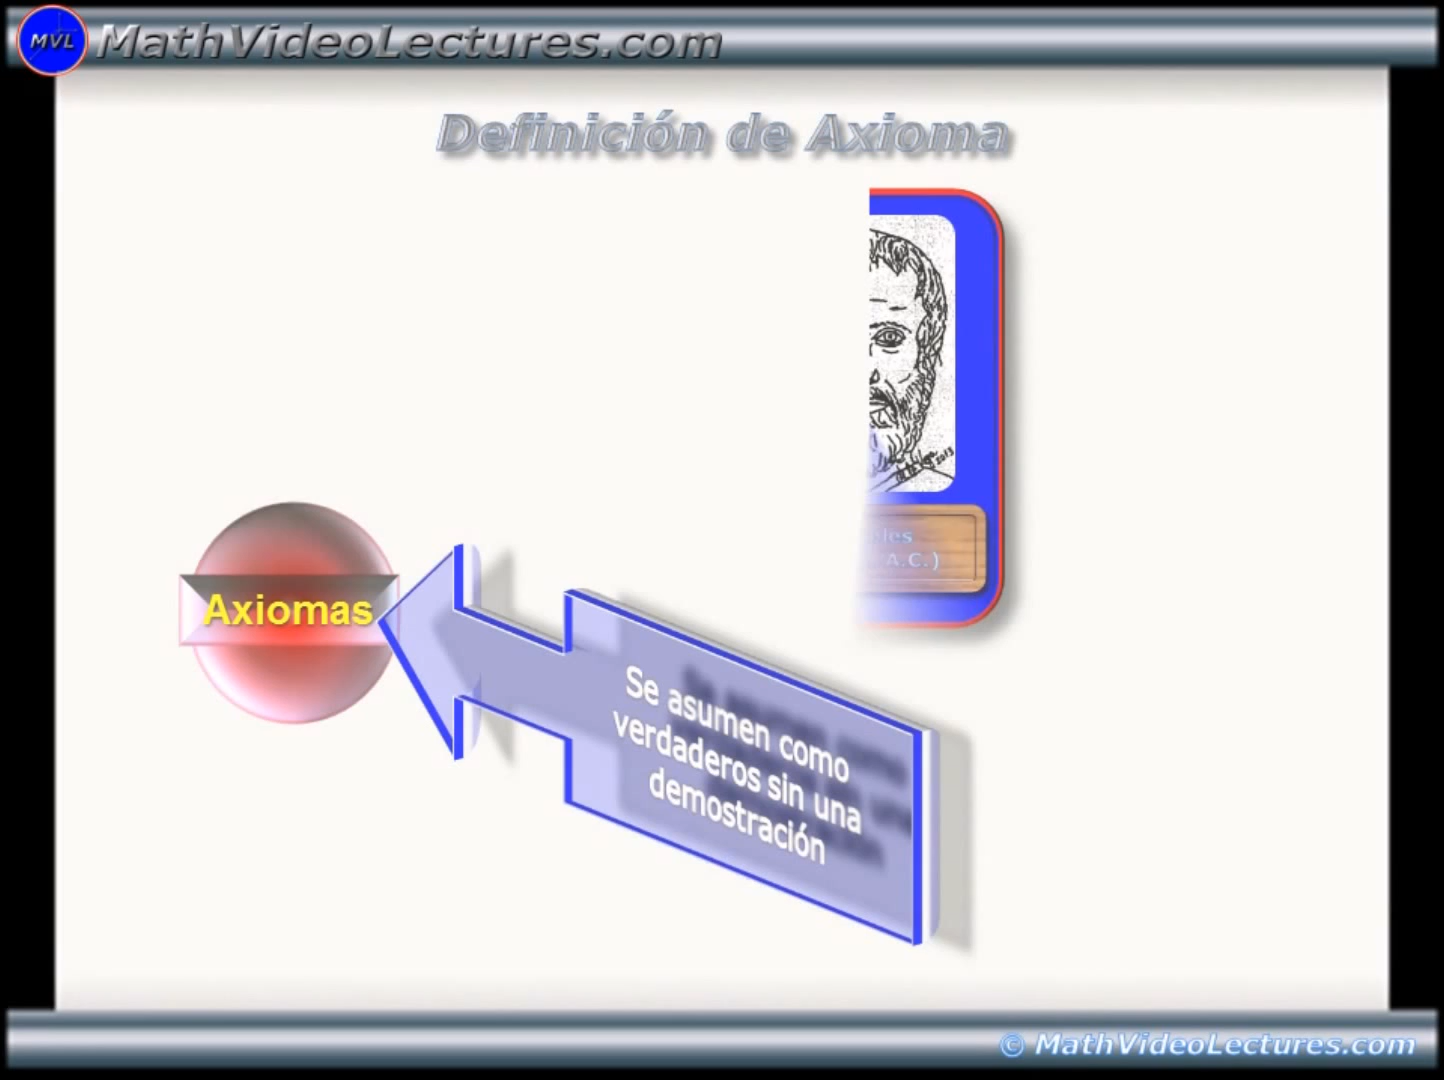 MVL MathVideoLectures.com
Definición de Axioma
A.C.)
Axiomas
Se asumen como
verdaderos sin una
demostración
© MathVideoLectures.com